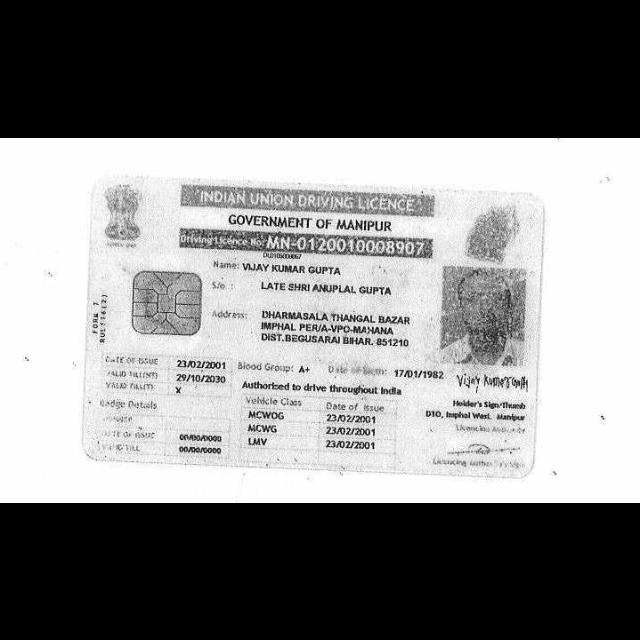 INDIAN UNION DRIVING LICENCE
GOVERNMENT OF MANIPUR
Driving Licence No: MN-0120010008907
Name: VIJAY KUMAR GUPTA
S/o : LATE SHRI ANUPLAL GUPTA
Address: DHARMASALA THANGAL BAZAR
IMPHAL PER/A-VPO-MAHANA
DIST.BEGUSARAI BIHAR. 851210
FORM 7
DATE OF ISSUE 23/02/2001
VALID TILL(NT) 29/10/2030
VALID TILL(T) X
Blood Group: A+ Date of Birth: 17/01/1982
Authorised to drive throughout India
Vehicle Class Date of Issue
MCWOG 23/02/2001
MCWG 23/02/2001
LMV 23/02/2001
Badge Details
DATE OF ISSUE 00/00/0000
VALID TILL 00/00/0000
Vijay Kumar Gupta
Holder's Sign/Thumb
DTO, Imphal West, Manipur
Licencing Authority
Licencing Authority's Sign